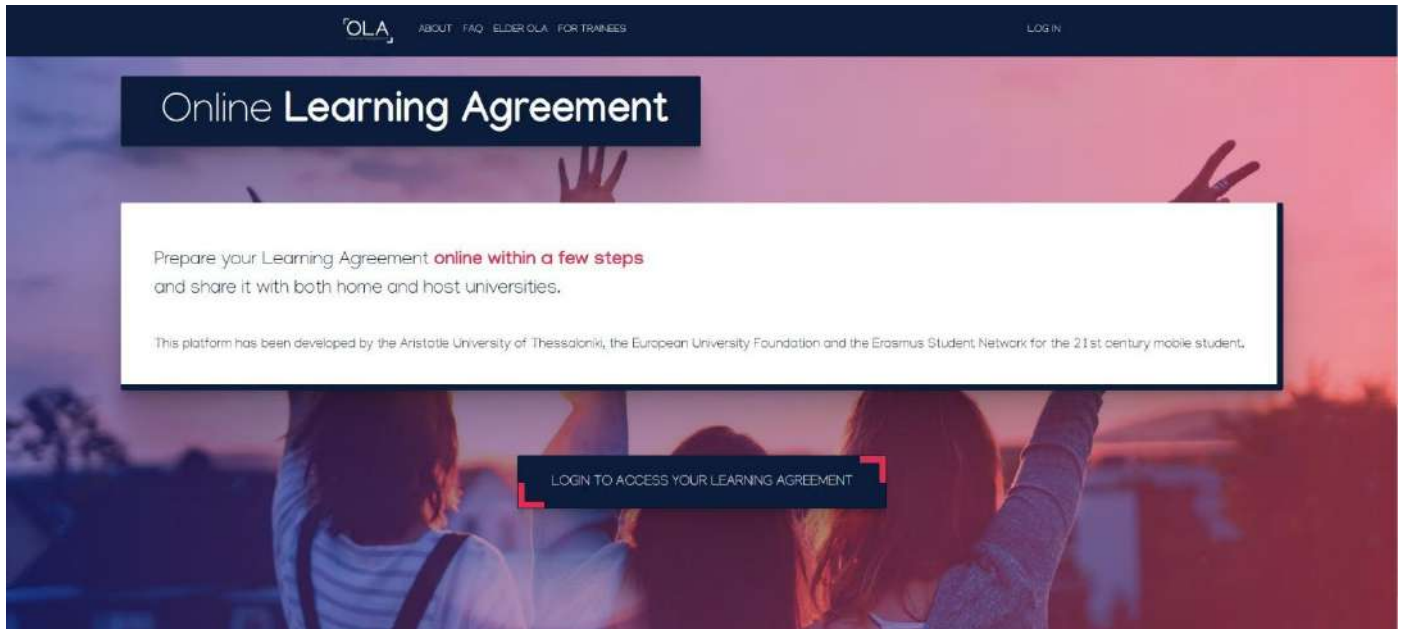 OLA ABOUT FAQ ELDER OLA FOR TRAINEES LOG IN
Online Learning Agreement
Prepare your Learning Agreement online within a few steps
and share it with both home and host universities.
This platform has been developed by the Aristotle University of Thessaloniki, the European University Foundation and the Erasmus Student Network for the 21st century mobile student.
LOGIN TO ACCESS YOUR LEARNING AGREEMENT